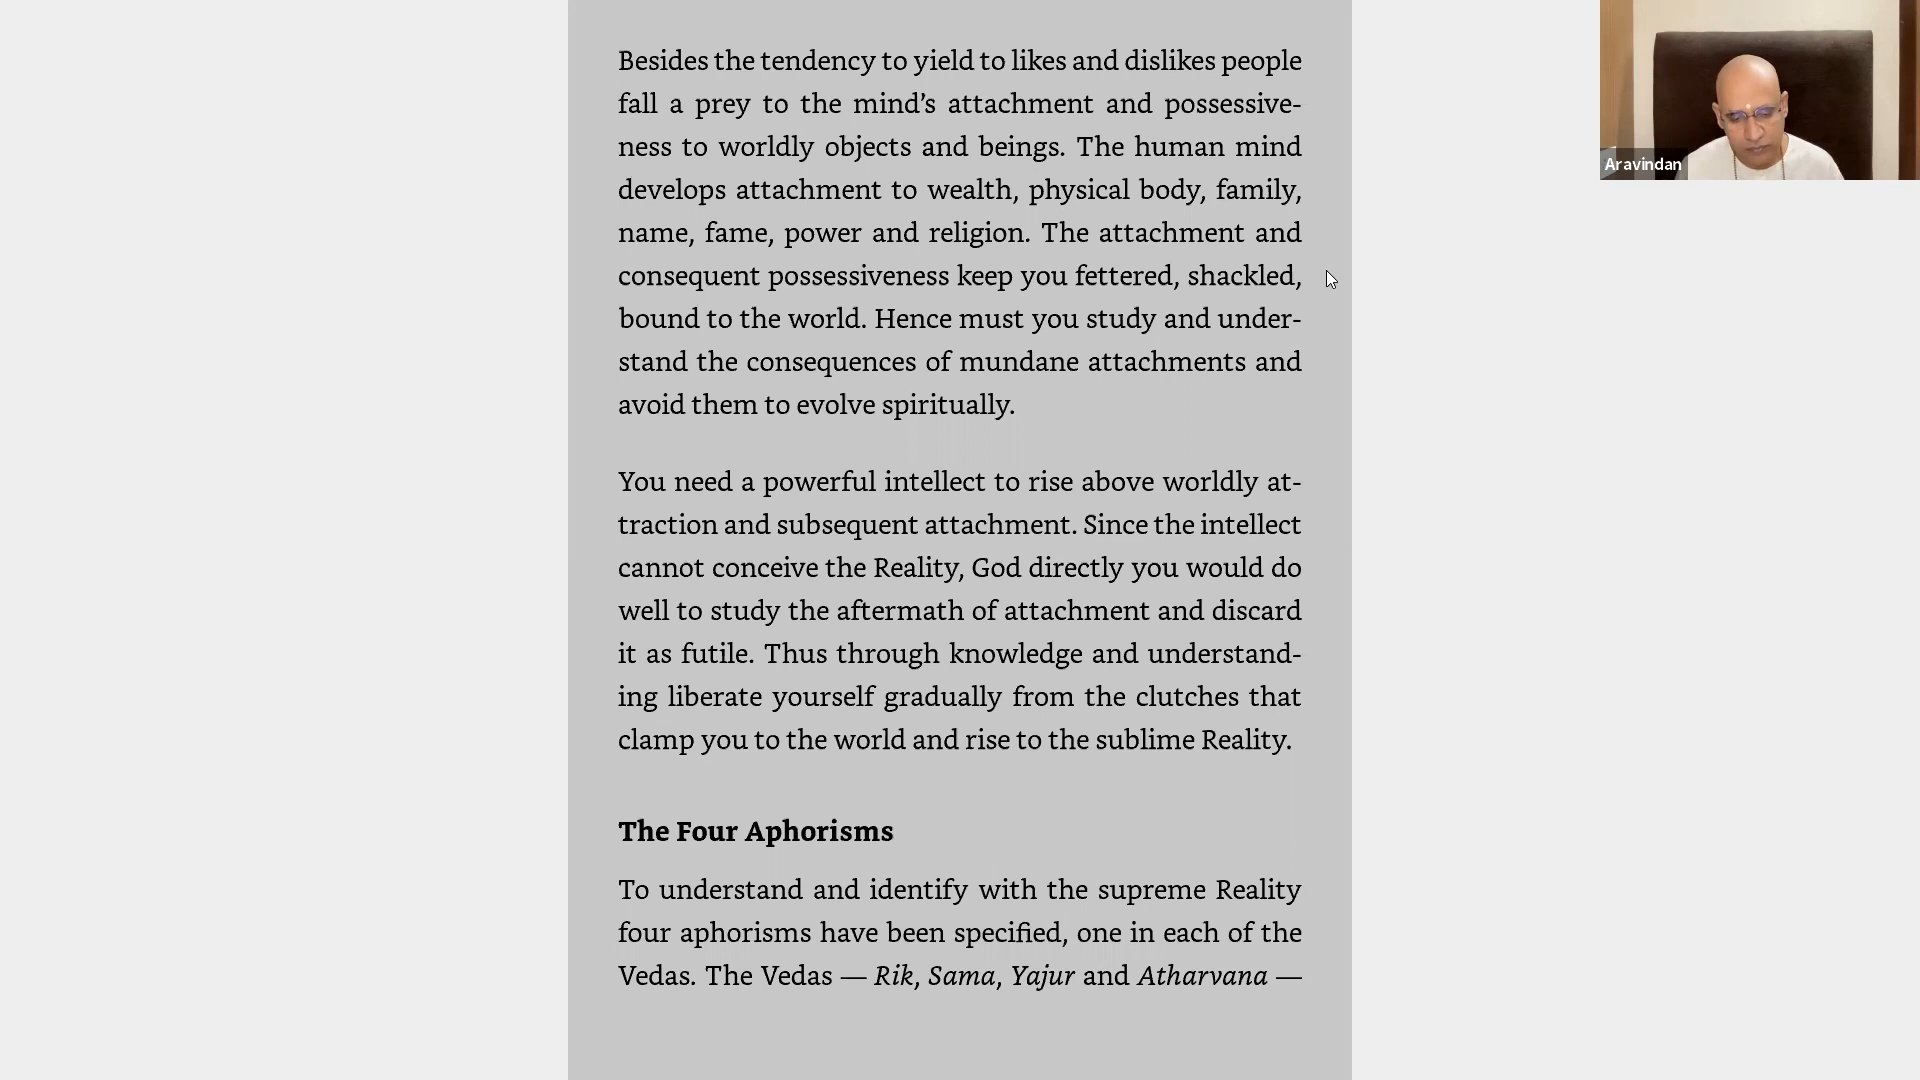 Besides the tendency to yield to likes and dislikes people
fall a prey to the mind’s attachment and possessive-
ness to worldly objects and beings. The human mind
develops attachment to wealth, physical body, family,
name, fame, power and religion. The attachment and
consequent possessiveness keep you fettered, shackled,
bound to the world. Hence must you study and under-
stand the consequences of mundane attachments and
avoid them to evolve spiritually.
You need a powerful intellect to rise above worldly at-
traction and subsequent attachment. Since the intellect
cannot conceive the Reality, God directly you would do
well to study the aftermath of attachment and discard
it as futile. Thus through knowledge and understand-
ing liberate yourself gradually from the clutches that
clamp you to the world and rise to the sublime Reality.
The Four Aphorisms
To understand and identify with the supreme Reality
four aphorisms have been specified, one in each of the
Vedas. The Vedas — Rik, Sama, Yajur and Atharvana —
Aravindan